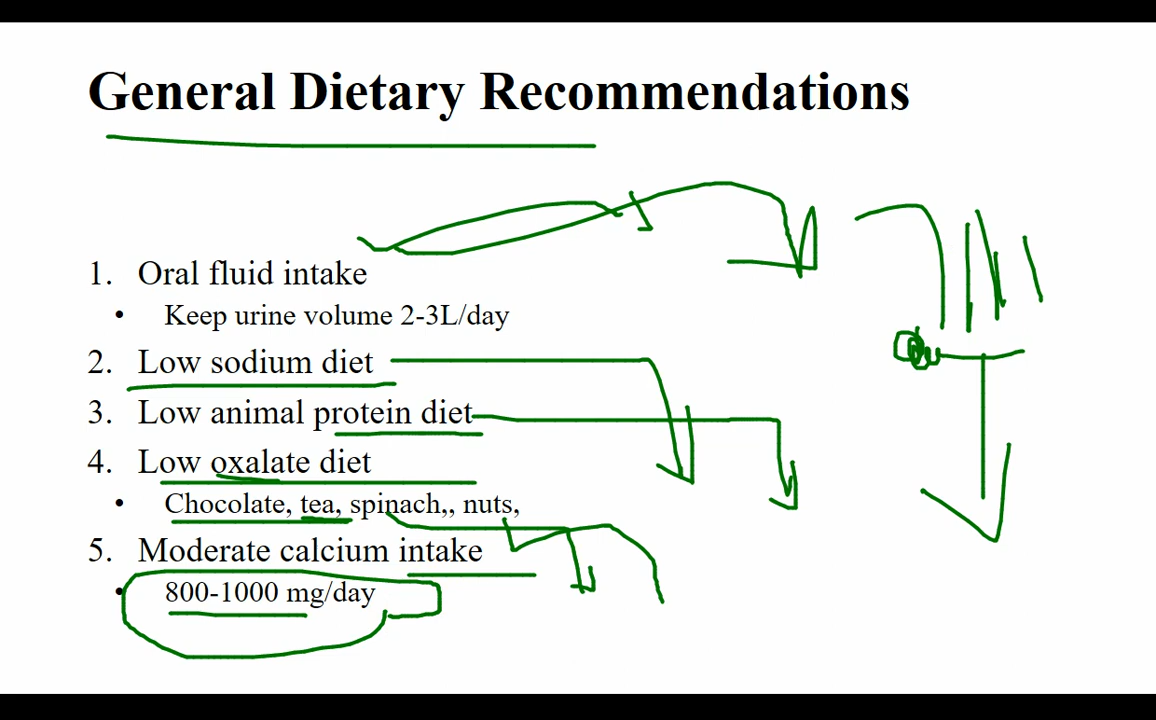 General Dietary Recommendations
1. Oral fluid intake
• Keep urine volume 2-3L/day
2. Low sodium diet
3. Low animal protein diet
4. Low oxalate diet
• Chocolate, tea, spinach,, nuts,
5. Moderate calcium intake
• 800-1000 mg/day